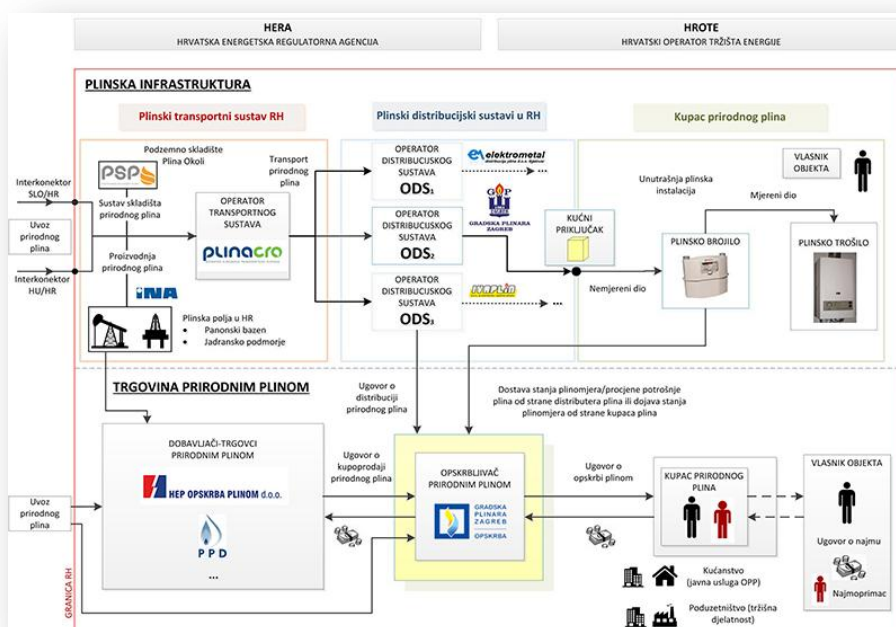 HERA
HRVATSKA ENERGETSKA REGULATORNA AGENCIJA
HROTE
HRVATSKI OPERATOR TRŽIŠTA ENERGIJE
PLINSKA INFRASTRUKTURA
Plinski transportni sustav RH
Plinski distribucijski sustavi u RH
Kupac prirodnog plina
Interkonektor
SLO/HR
Uvoz
prirodnog
plina
Interkonektor
HU/HR
Podzemno skladište
Plina Okoli
PSP
Sustav skladišta
prirodnog plina
Proizvodnja
prirodnog plina
INA
Plinska polja u HR
• Panonski bazen
• Jadransko podmorje
Transport
prirodnog
plina
OPERATOR
TRANSPORTNOG
SUSTAVA
PLINACRO
OPERATOR
DISTRIBUCIJSKOG
SUSTAVA
ODS₁
elektrometal
...
OPERATOR
DISTRIBUCIJSKOG
SUSTAVA
ODS₂
GRADSKA PLINARA
ZAGREB
OPERATOR
DISTRIBUCIJSKOG
SUSTAVA
ODS₃
IVAPLIN
...
KUĆNI
PRIKLJUČAK
Unutrašnja plinska
instalacija
Nemjereni dio
PLINSKO BROJILO
Mjereni dio
VLASNIK
OBJEKTA
PLINSKO TROŠILO
TRGOVINA PRIRODNIM PLINOM
Ugovor o
distribuciji
prirodnog plina
Dostava stanja plinomjera/procjene potrošnje
plina od strane distributera plina ili dojava stanja
plinomjera od strane kupaca plina
Uvoz
prirodnog
plina
GRANICA RH
DOBAVLJAČI-TRGOVCI
PRIRODNIM PLINOM
HEP OPSKRBA PLINOM d.o.o.
PPD
...
Ugovor o
kupoprodaji
prirodnog plina
OPSKRBLJIVAČ
PRIRODNIM PLINOM
GRADSKA
PLINARA
ZAGREB
OPSKRBA
Ugovor o
opskrbi plinom
KUPAC PRIRODNOG
PLINA
Kućanstvo
(javna usluga OPP)
Poduzetništvo (tržišna
djelatnost)
VLASNIK OBJEKTA
Ugovor o najmu
Najmoprimac